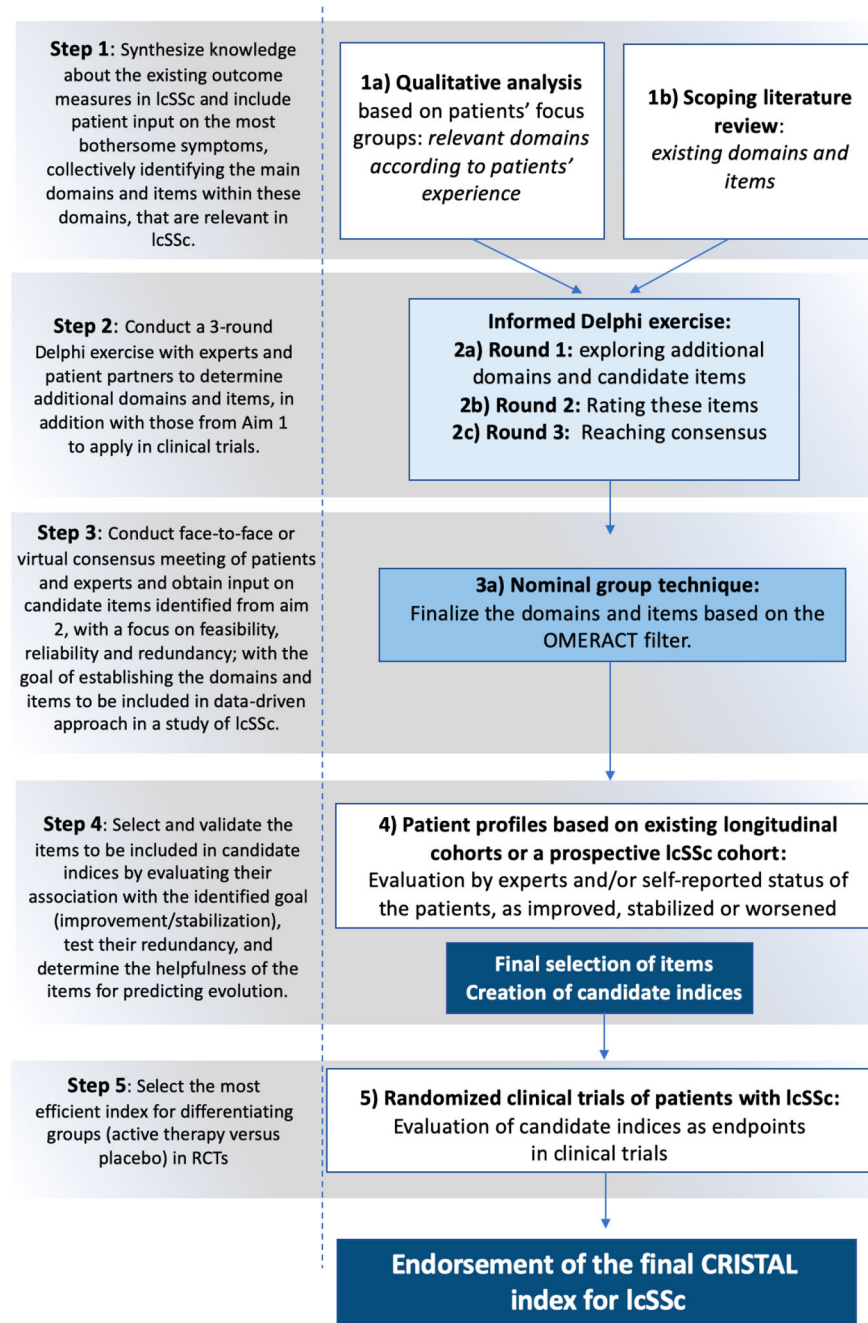 Step 1: Synthesize knowledge
about the existing outcome
measures in lcSSc and include
patient input on the most
bothersome symptoms,
collectively identifying the main
domains and items within these
domains, that are relevant in
lcSSc.
1a) Qualitative analysis
based on patients’ focus
groups: relevant domains
according to patients’
experience
1b) Scoping literature
review:
existing domains and
items
Step 2: Conduct a 3-round
Delphi exercise with experts and
patient partners to determine
additional domains and items, in
addition with those from Aim 1
to apply in clinical trials.
Informed Delphi exercise:
2a) Round 1: exploring additional
domains and candidate items
2b) Round 2: Rating these items
2c) Round 3: Reaching consensus
Step 3: Conduct face-to-face or
virtual consensus meeting of patients
and experts and obtain input on
candidate items identified from aim
2, with a focus on feasibility,
reliability and redundancy; with the
goal of establishing the domains and
items to be included in data-driven
approach in a study of lcSSc.
3a) Nominal group technique:
Finalize the domains and items based on the
OMERACT filter.
Step 4: Select and validate the
items to be included in candidate
indices by evaluating their
association with the identified goal
(improvement/stabilization),
test their redundancy, and
determine the helpfulness of the
items for predicting evolution.
4) Patient profiles based on existing longitudinal
cohorts or a prospective lcSSc cohort:
Evaluation by experts and/or self-reported status of
the patients, as improved, stabilized or worsened
Final selection of items
Creation of candidate indices
Step 5: Select the most
efficient index for differentiating
groups (active therapy versus
placebo) in RCTs
5) Randomized clinical trials of patients with lcSSc:
Evaluation of candidate indices as endpoints
in clinical trials
Endorsement of the final CRISTAL
index for lcSSc